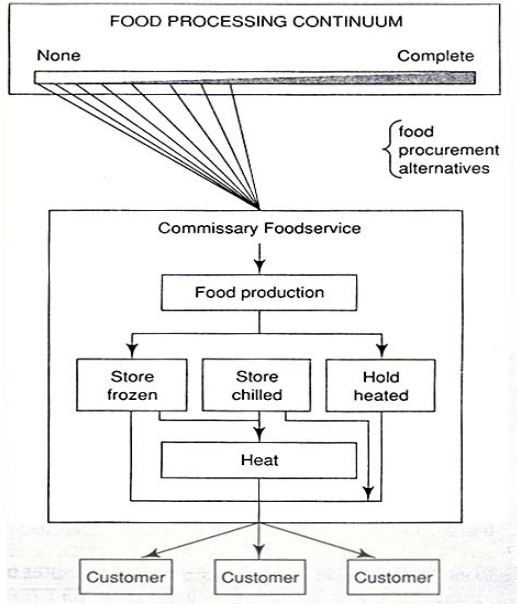 FOOD PROCESSING CONTINUUM
None
Complete
food
procurement
alternatives
Commissary Foodservice
Food production
Store
frozen
Store
chilled
Hold
heated
Heat
Customer
Customer
Customer